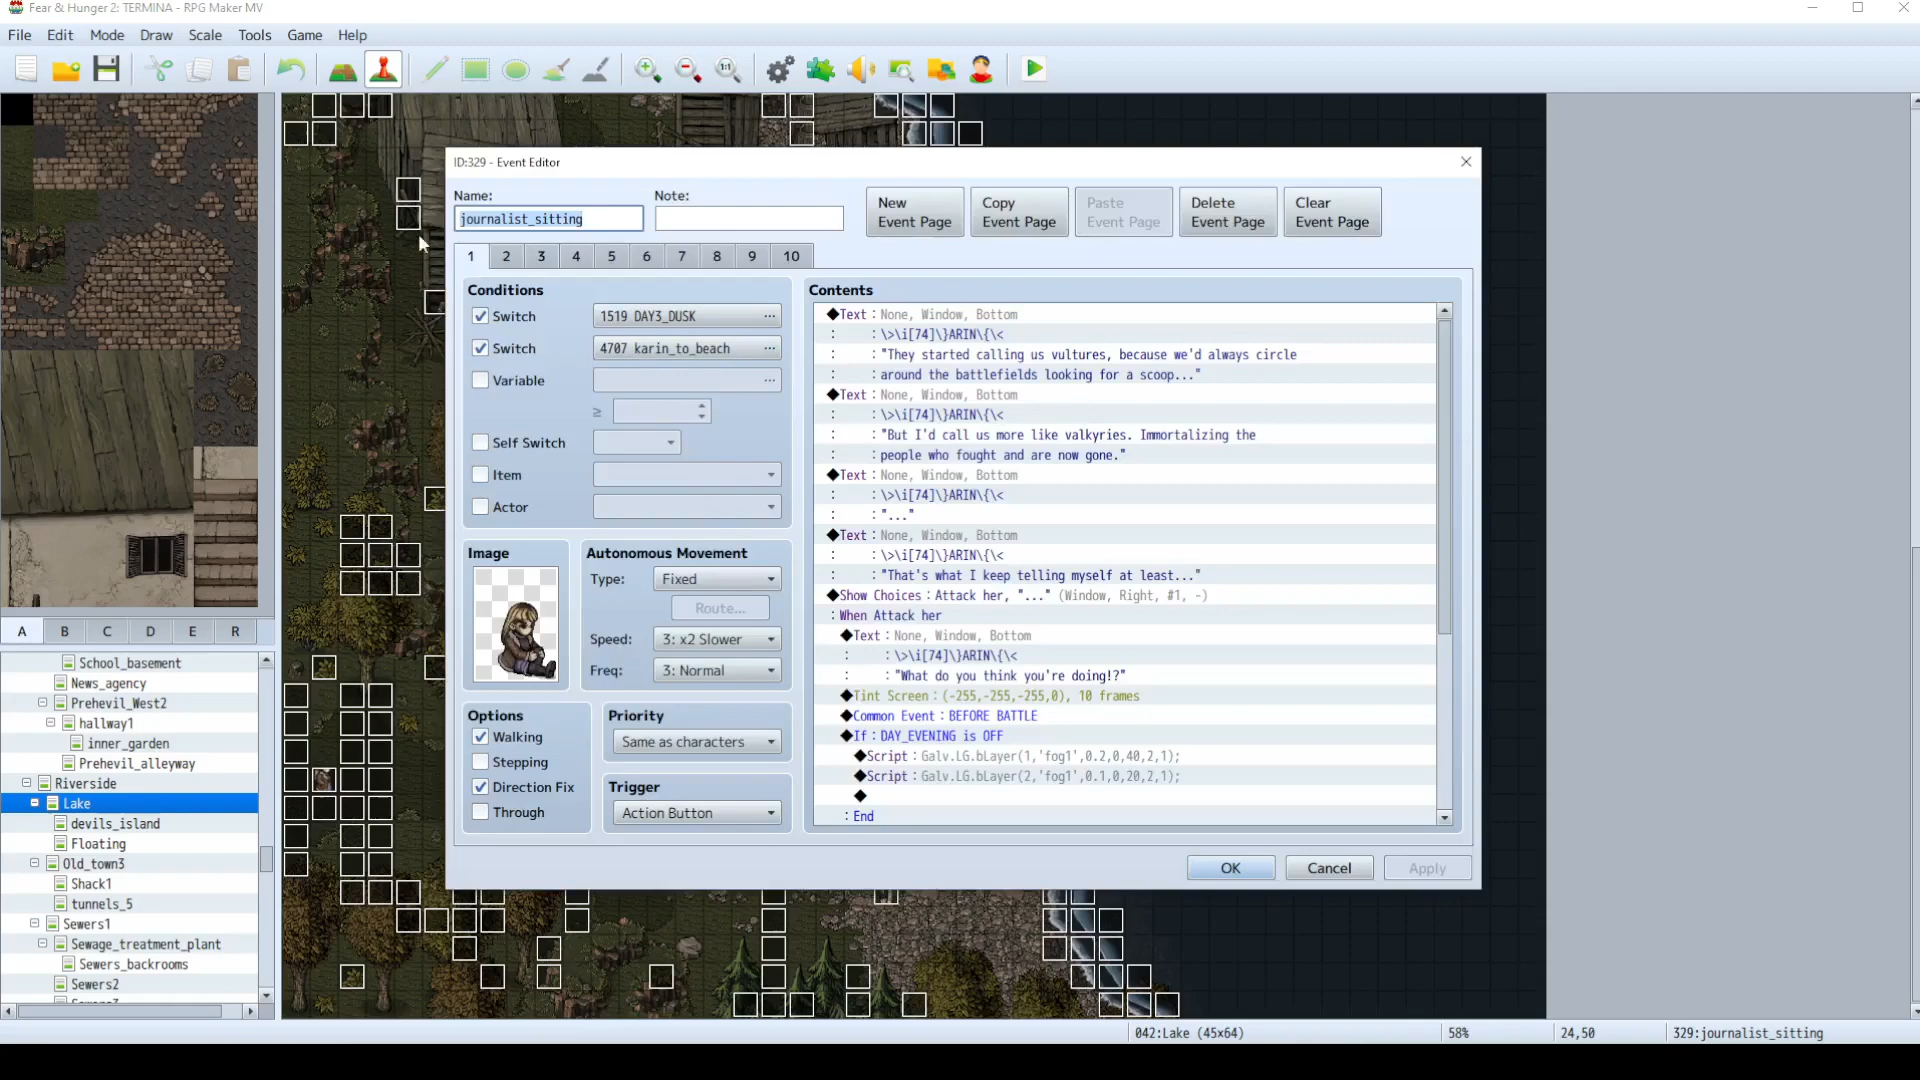 Fear & Hunger 2: TERMINA - RPG Maker MV
File Edit Mode Draw Scale Tools Game Help
1:1
ID:329 - Event Editor
Name:
Note:
journalist_sitting
New Event Page
Copy Event Page
Paste Event Page
Delete Event Page
Clear Event Page
1 2 3 4 5 6 7 8 9 10
Conditions
Switch 1519 DAY3_DUSK ...
Switch 4707 karin_to_beach ...
Variable ...
≥
Self Switch
Item
Actor
Image
Autonomous Movement
Type: Fixed
Route...
Speed: 3: x2 Slower
Freq: 3: Normal
Options
Walking
Stepping
Direction Fix
Through
Priority
Same as characters
Trigger
Action Button
Contents
◆Text : None, Window, Bottom
: : \>\i[74]\}ARIN\{\<
: : "They started calling us vultures, because we'd always circle
: : around the battlefields looking for a scoop..."
◆Text : None, Window, Bottom
: : \>\i[74]\}ARIN\{\<
: : "But I'd call us more like valkyries. Immortalizing the
: : people who fought and are now gone."
◆Text : None, Window, Bottom
: : \>\i[74]\}ARIN\{\<
: : "..."
◆Text : None, Window, Bottom
: : \>\i[74]\}ARIN\{\<
: : "That's what I keep telling myself at least..."
◆Show Choices : Attack her, "..." (Window, Right, #1, -)
: When Attack her
◆Text : None, Window, Bottom
: : \>\i[74]\}ARIN\{\<
: : "What do you think you're doing!?"
◆Tint Screen : (-255,-255,-255,0), 10 frames
◆Common Event : BEFORE BATTLE
◆If : DAY_EVENING is OFF
◆Script : Galv.LG.bLayer(1,'fog1',0.2,0,40,2,1);
◆Script : Galv.LG.bLayer(2,'fog1',0.1,0,20,2,1);
◆
: End
OK
Cancel
Apply
A B C D E R
School_basement
News_agency
Prehevil_West2
hallway1
inner_garden
Prehevil_alleyway
Riverside
Lake
devils_island
Floating
Old_town3
Shack1
tunnels_5
Sewers1
Sewage_treatment_plant
Sewers_backrooms
Sewers2
042:Lake (45x64)
58%
24,50
329:journalist_sitting